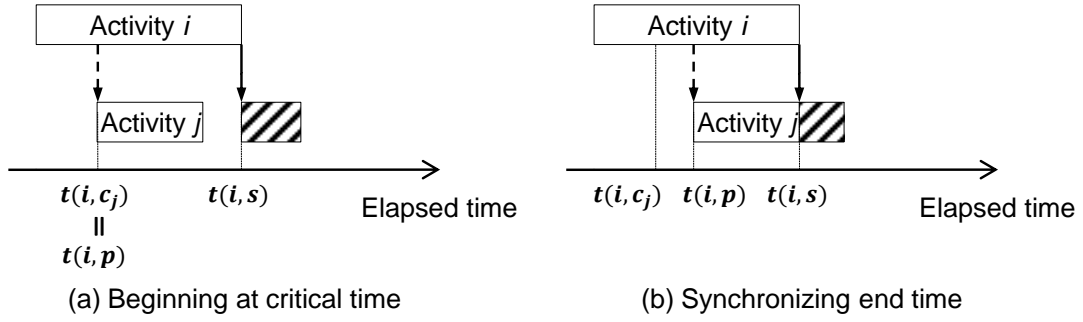 Activity i
Activity j
t(i, c_j)
=
t(i, p)
t(i, s)
Elapsed time
(a) Beginning at critical time
Activity i
Activity j
t(i, c_j)
t(i, p)
t(i, s)
Elapsed time
(b) Synchronizing end time